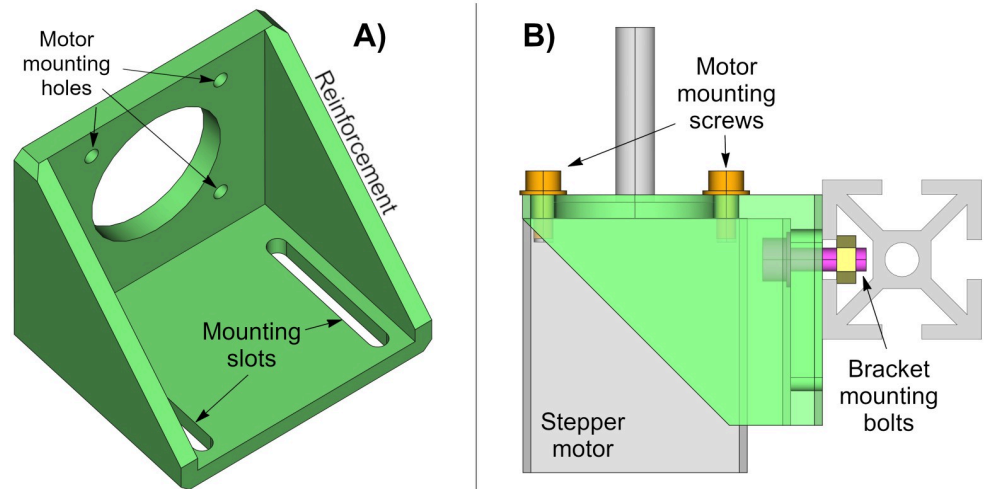 A)
Motor
mounting
holes
Reinforcement
Mounting
slots
B)
Motor
mounting
screws
Stepper
motor
Bracket
mounting
bolts